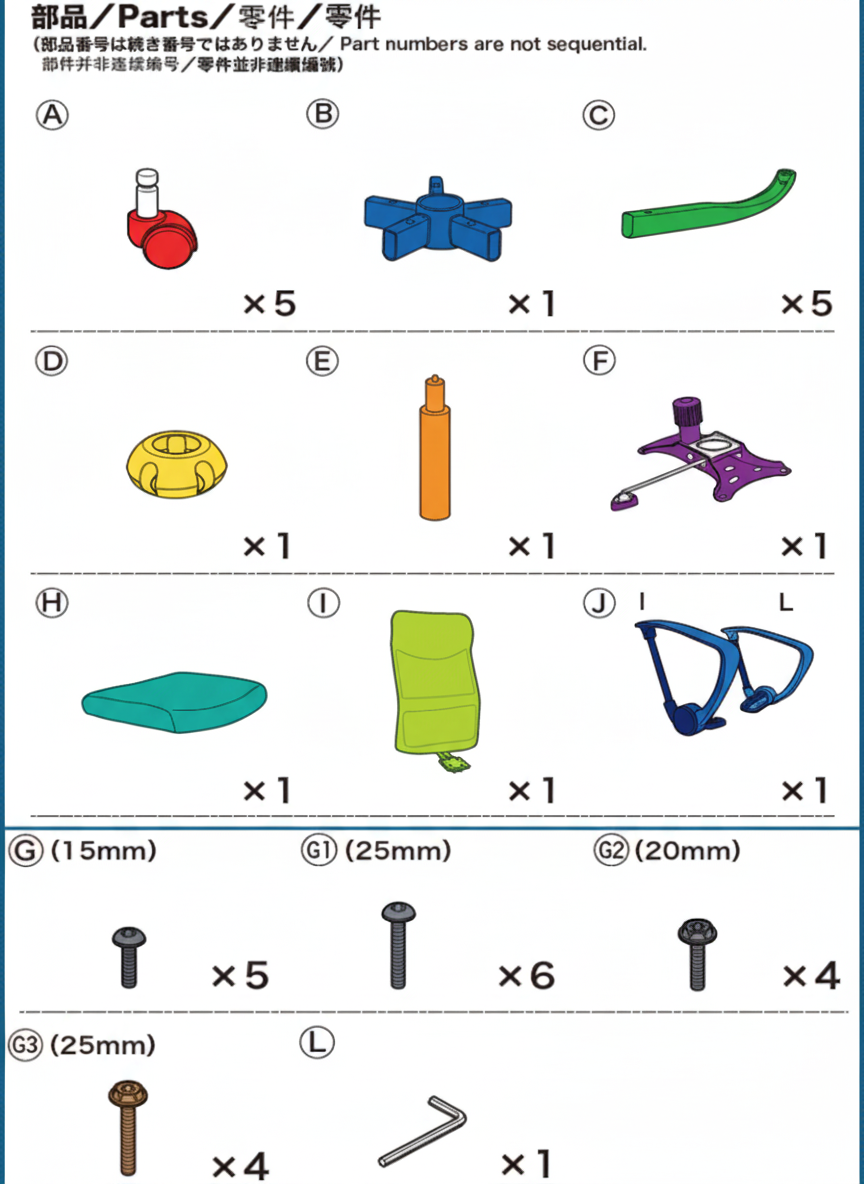 部品／Parts／零件／零件
（部品番号は続き番号ではありません／ Part numbers are not sequential.
部件并非连续编号／零件並非連續編號）
Ⓐ Ⓑ Ⓒ
×5 ×1 ×5
Ⓓ Ⓔ Ⓕ
×1 ×1 ×1
Ⓗ Ⓘ Ⓙ I L
×1 ×1 ×1
Ⓖ (15mm) G1 (25mm) G2 (20mm)
×5 ×6 ×4
G3 (25mm) Ⓛ
×4 ×1